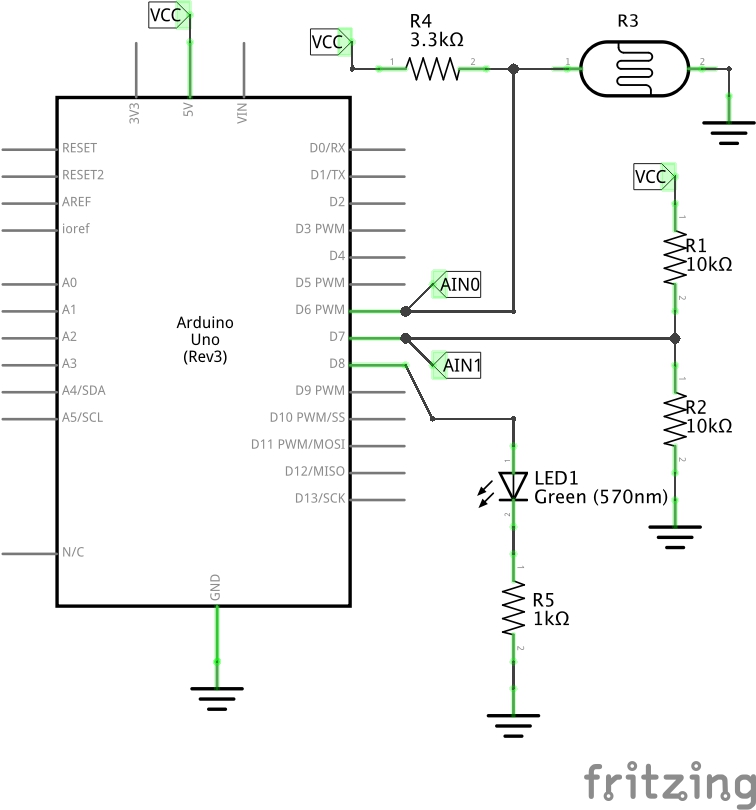 VCC
3V3
5V
VIN
VCC
R4
3.3kΩ
1
2
R3
1
2
RESET
RESET2
AREF
ioref
A0
A1
A2
A3
A4/SDA
A5/SCL
N/C
Arduino
Uno
(Rev3)
D0/RX
D1/TX
D2
D3 PWM
D4
D5 PWM
D6 PWM
D7
D8
D9 PWM
D10 PWM/SS
D11 PWM/MOSI
D12/MISO
D13/SCK
GND
AIN0
AIN1
VCC
1
R1
10kΩ
2
1
R2
10kΩ
2
1
LED1
Green (570nm)
2
1
R5
1kΩ
2
fritzing